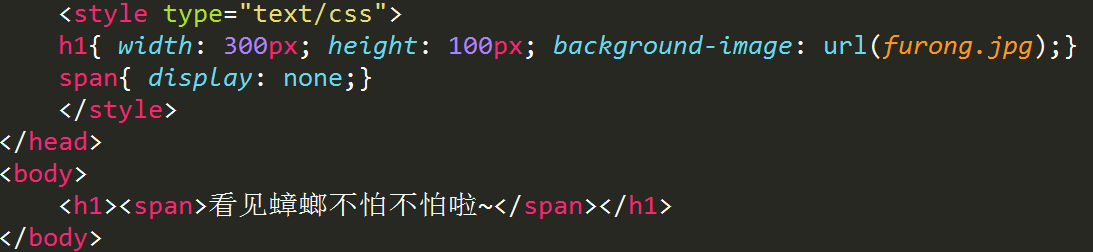 <style type="text/css">
h1{ width: 300px; height: 100px; background-image: url(furong.jpg);}
span{ display: none;}
</style>
</head>
<body>
<h1><span>看见蟑螂不怕不怕啦~</span></h1>
</body>